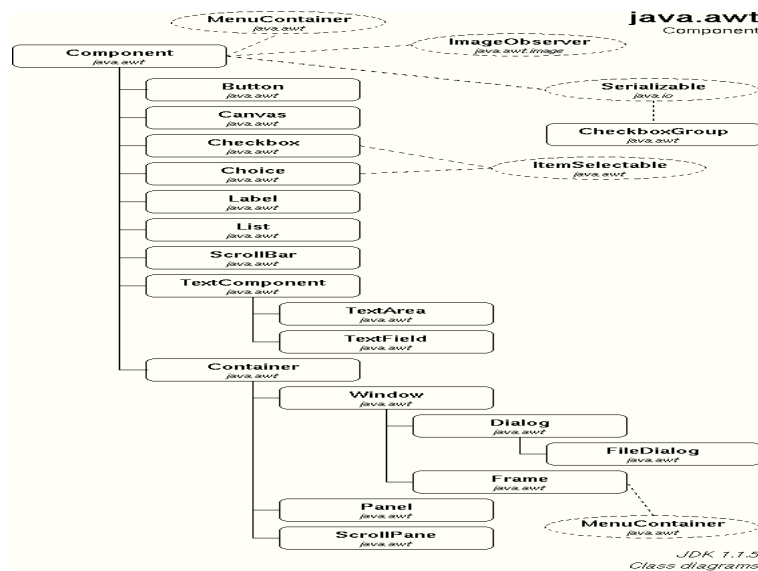 MenuContainer
java.awt
java.awt
Component
Component
java.awt
ImageObserver
java.awt.image
Button
java.awt
Serializable
java.io
Canvas
java.awt
CheckboxGroup
java.awt
Checkbox
java.awt
ItemSelectable
java.awt
Choice
java.awt
Label
java.awt
List
java.awt
ScrollBar
java.awt
TextComponent
java.awt
TextArea
java.awt
TextField
java.awt
Container
java.awt
Window
java.awt
Dialog
java.awt
FileDialog
java.awt
Frame
java.awt
Panel
java.awt
MenuContainer
java.awt
ScrollPane
java.awt
JDK 1.1.5
Class diagrams